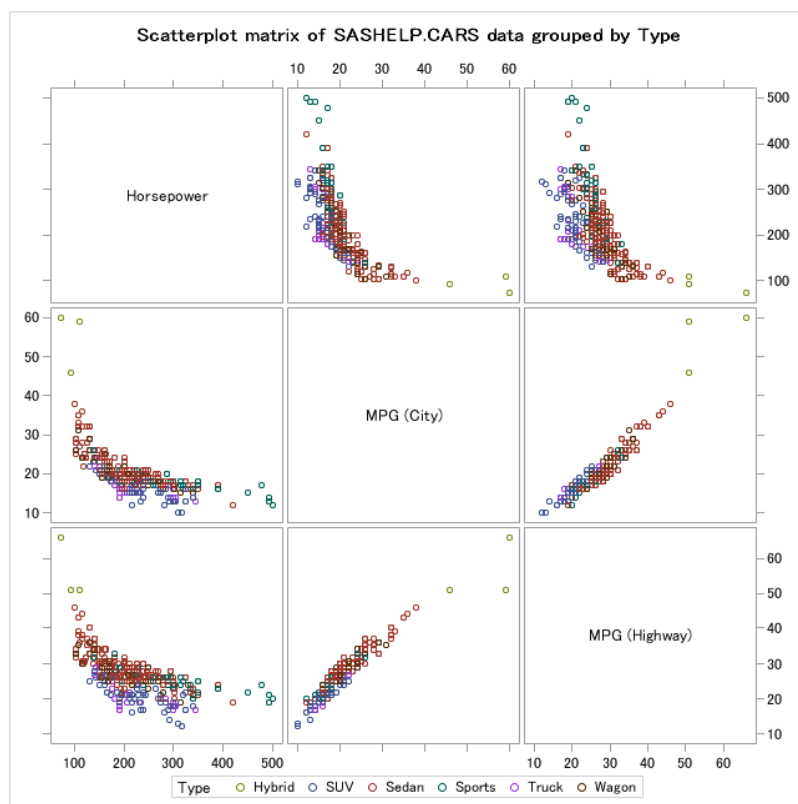 Scatterplot matrix of SASHELP.CARS data grouped by Type
10 20 30 40 50 60
500
400
300
200
100
Horsepower
60
50
40
30
20
10
MPG (City)
60
50
40
30
20
10
MPG (Highway)
100 200 300 400 500
10 20 30 40 50 60
Type Hybrid SUV Sedan Sports Truck Wagon